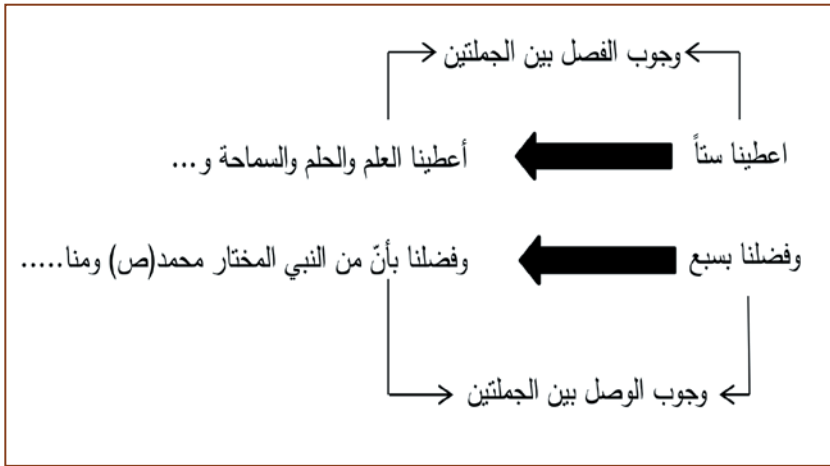 وجوب الفصل بين الجملتين
اعطينا ستاً أعطينا العلم والحلم والسماحة و...
وفضلنا بسبع وفضلنا بأنّ من النبي المختار محمد(ص) ومنا.....
وجوب الوصل بين الجملتين